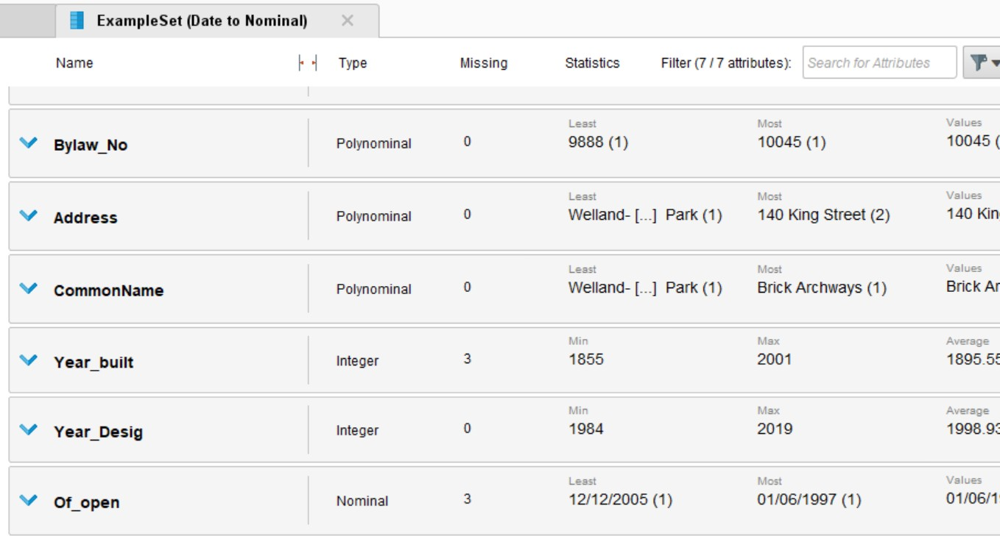 ExampleSet (Date to Nominal)
Name Type Missing Statistics Filter (7 / 7 attributes): Search for Attributes
Least Most Values
Bylaw_No Polynominal 0 9888 (1) 10045 (1) 10045 (
Least Most Values
Address Polynominal 0 Welland- [...] Park (1) 140 King Street (2) 140 Kin
Least Most Values
CommonName Polynominal 0 Welland- [...] Park (1) Brick Archways (1) Brick Ar
Min Max Average
Year_built Integer 3 1855 2001 1895.55
Min Max Average
Year_Desig Integer 0 1984 2019 1998.93
Least Most Values
Of_open Nominal 3 12/12/2005 (1) 01/06/1997 (1) 01/06/1